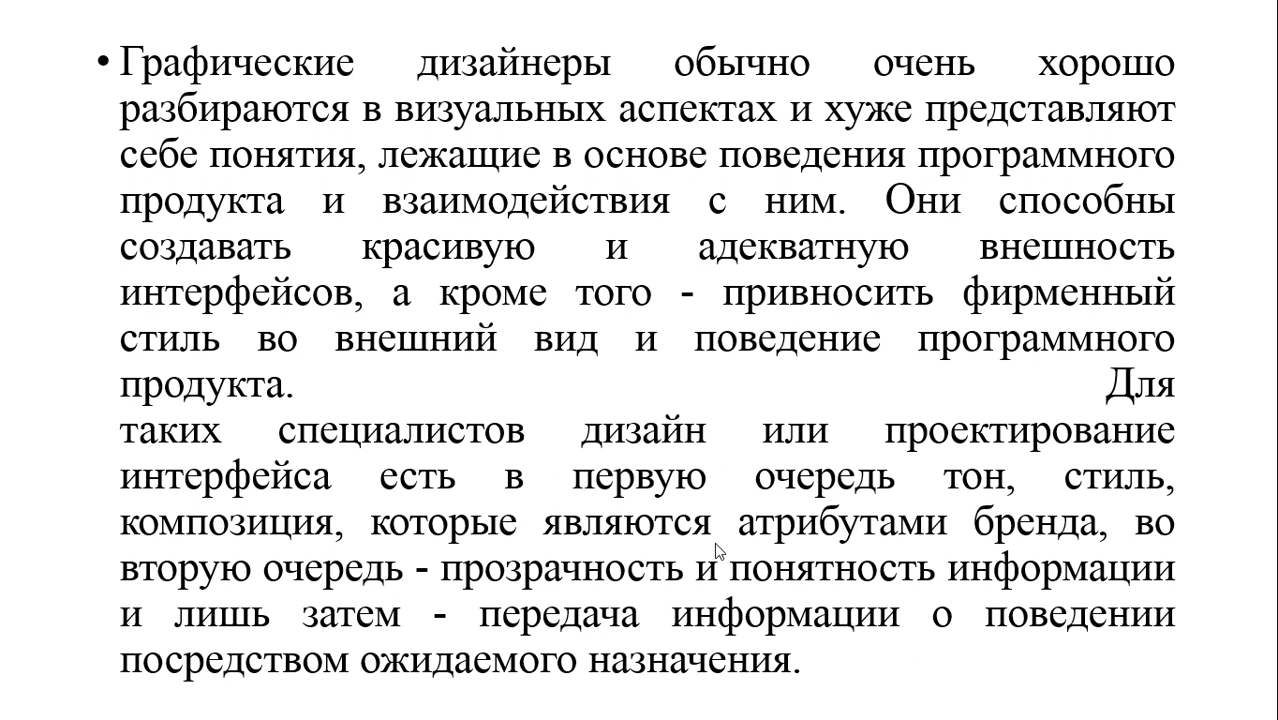 • Графические дизайнеры обычно очень хорошо
разбираются в визуальных аспектах и хуже представляют
себе понятия, лежащие в основе поведения программного
продукта и взаимодействия с ним. Они способны
создавать красивую и адекватную внешность
интерфейсов, а кроме того - привносить фирменный
стиль во внешний вид и поведение программного
продукта. Для
таких специалистов дизайн или проектирование
интерфейса есть в первую очередь тон, стиль,
композиция, которые являются атрибутами бренда, во
вторую очередь - прозрачность и понятность информации
и лишь затем - передача информации о поведении
посредством ожидаемого назначения.